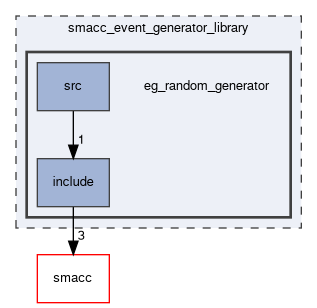 smacc_event_generator_library
src
eg_random_generator
1
include
3
smacc